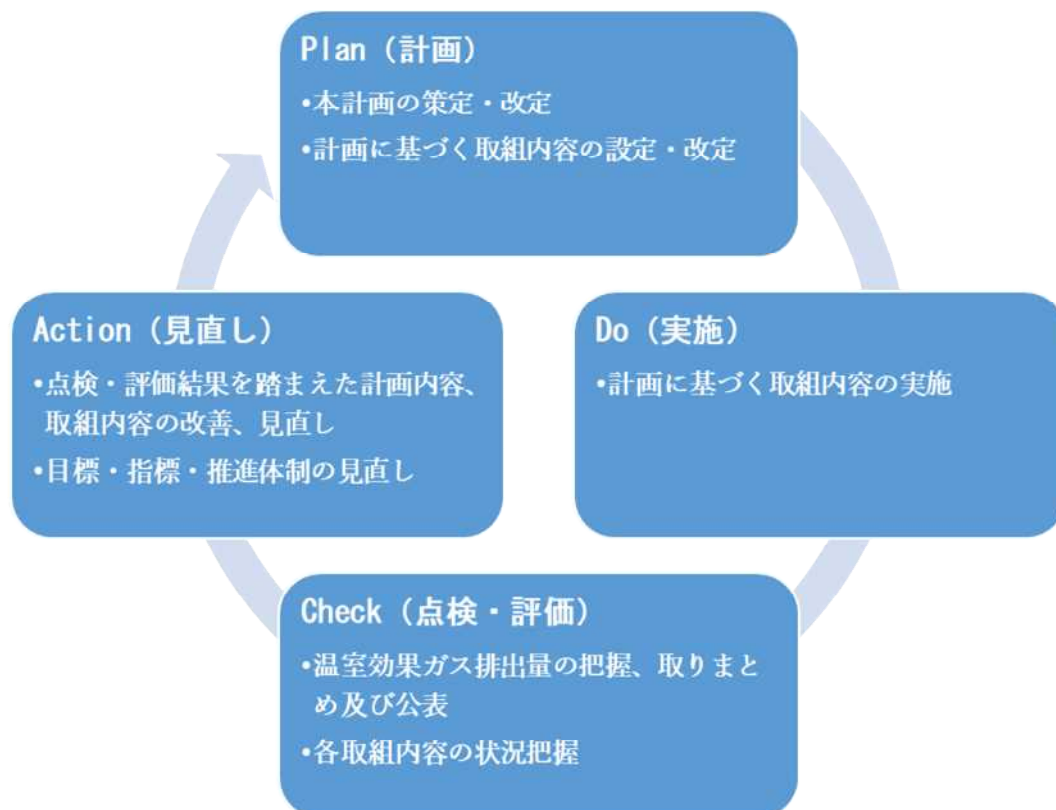 Plan（計画）
•本計画の策定・改定
•計画に基づく取組内容の設定・改定
Action（見直し）
•点検・評価結果を踏まえた計画内容、
取組内容の改善、見直し
•目標・指標・推進体制の見直し
Do（実施）
•計画に基づく取組内容の実施
Check（点検・評価）
•温室効果ガス排出量の把握、取りまと
め及び公表
•各取組内容の状況把握